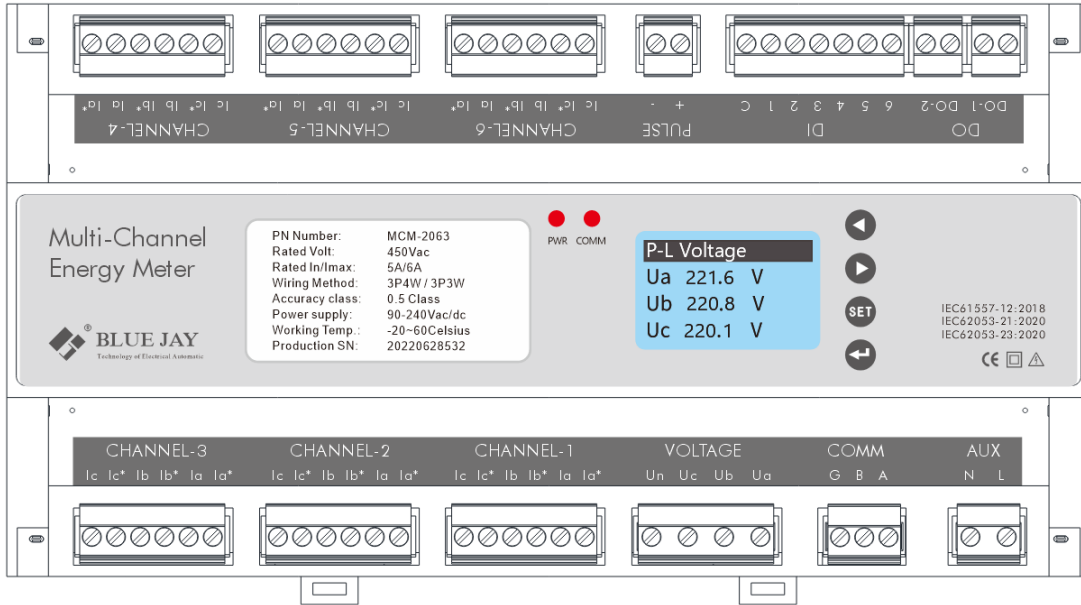 Ic Ic* Ib Ib* Ia Ia*
CHANNEL-4
Ic Ic* Ib Ib* Ia Ia*
CHANNEL-5
Ic Ic* Ib Ib* Ia Ia*
CHANNEL-6
+ -
PULSE
6 5 4 3 2 1 C
DI
DO-1 DO-2
DO
Multi-Channel
Energy Meter
® BLUE JAY
Technology of Electrical Automatic
PN Number: MCM-2063
Rated Volt: 450Vac
Rated In/Imax: 5A/6A
Wiring Method: 3P4W / 3P3W
Accuracy class: 0.5 Class
Power supply: 90-240Vac/dc
Working Temp.: -20~60Celsius
Production SN: 20220628532
PWR COMM
P-L Voltage
Ua 221.6 V
Ub 220.8 V
Uc 220.1 V
SET
IEC61557-12:2018
IEC62053-21:2020
IEC62053-23:2020
CE
CHANNEL-3
Ic Ic* Ib Ib* Ia Ia*
CHANNEL-2
Ic Ic* Ib Ib* Ia Ia*
CHANNEL-1
Ic Ic* Ib Ib* Ia Ia*
VOLTAGE
Un Uc Ub Ua
COMM
G B A
AUX
N L